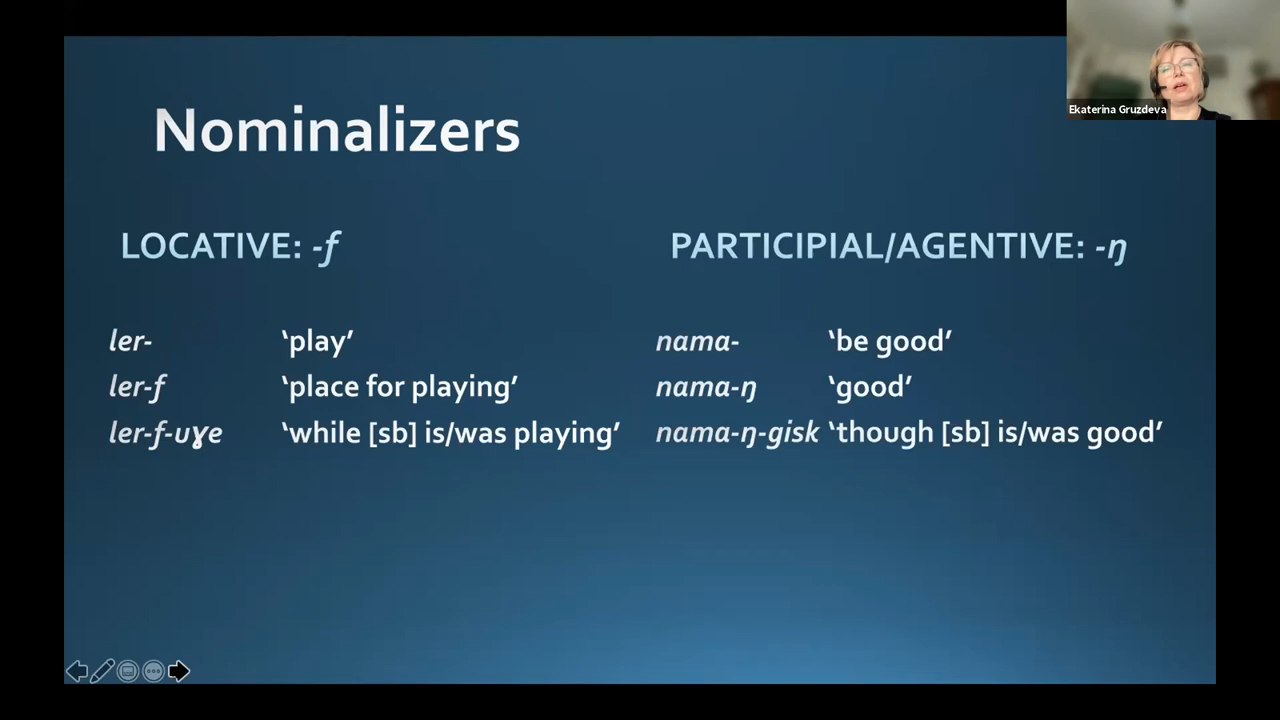 Ekaterina Gruzdeva
Nominalizers
LOCATIVE: -f
ler- ‘play’
ler-f ‘place for playing’
ler-f-uɣe ‘while [sb] is/was playing’
PARTICIPIAL/AGENTIVE: -ŋ
nama- ‘be good’
nama-ŋ ‘good’
nama-ŋ-gisk ‘though [sb] is/was good’